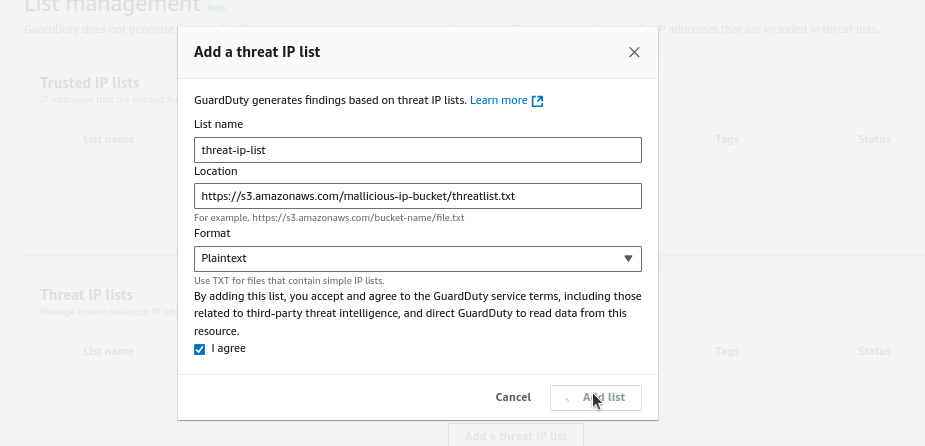 List management Info
GuardDuty does not generate
IP addresses that are included in threat lists.
Add a threat IP list
Trusted IP lists
IP addresses that are trusted for
GuardDuty generates findings based on threat IP lists. Learn more
List name
threat-ip-list
List name
Tags
Status
Location
https://s3.amazonaws.com/mallicious-ip-bucket/threatlist.txt
For example, https://s3.amazonaws.com/bucket-name/file.txt
Format
Plaintext
Use TXT for files that contain simple IP lists.
Threat IP lists
Manage known malicious IP
By adding this list, you accept and agree to the GuardDuty service terms, including those
related to third-party threat intelligence, and direct GuardDuty to read data from this
resource.
I agree
List name
Tags
Status
Cancel
Add list
Add a threat IP list